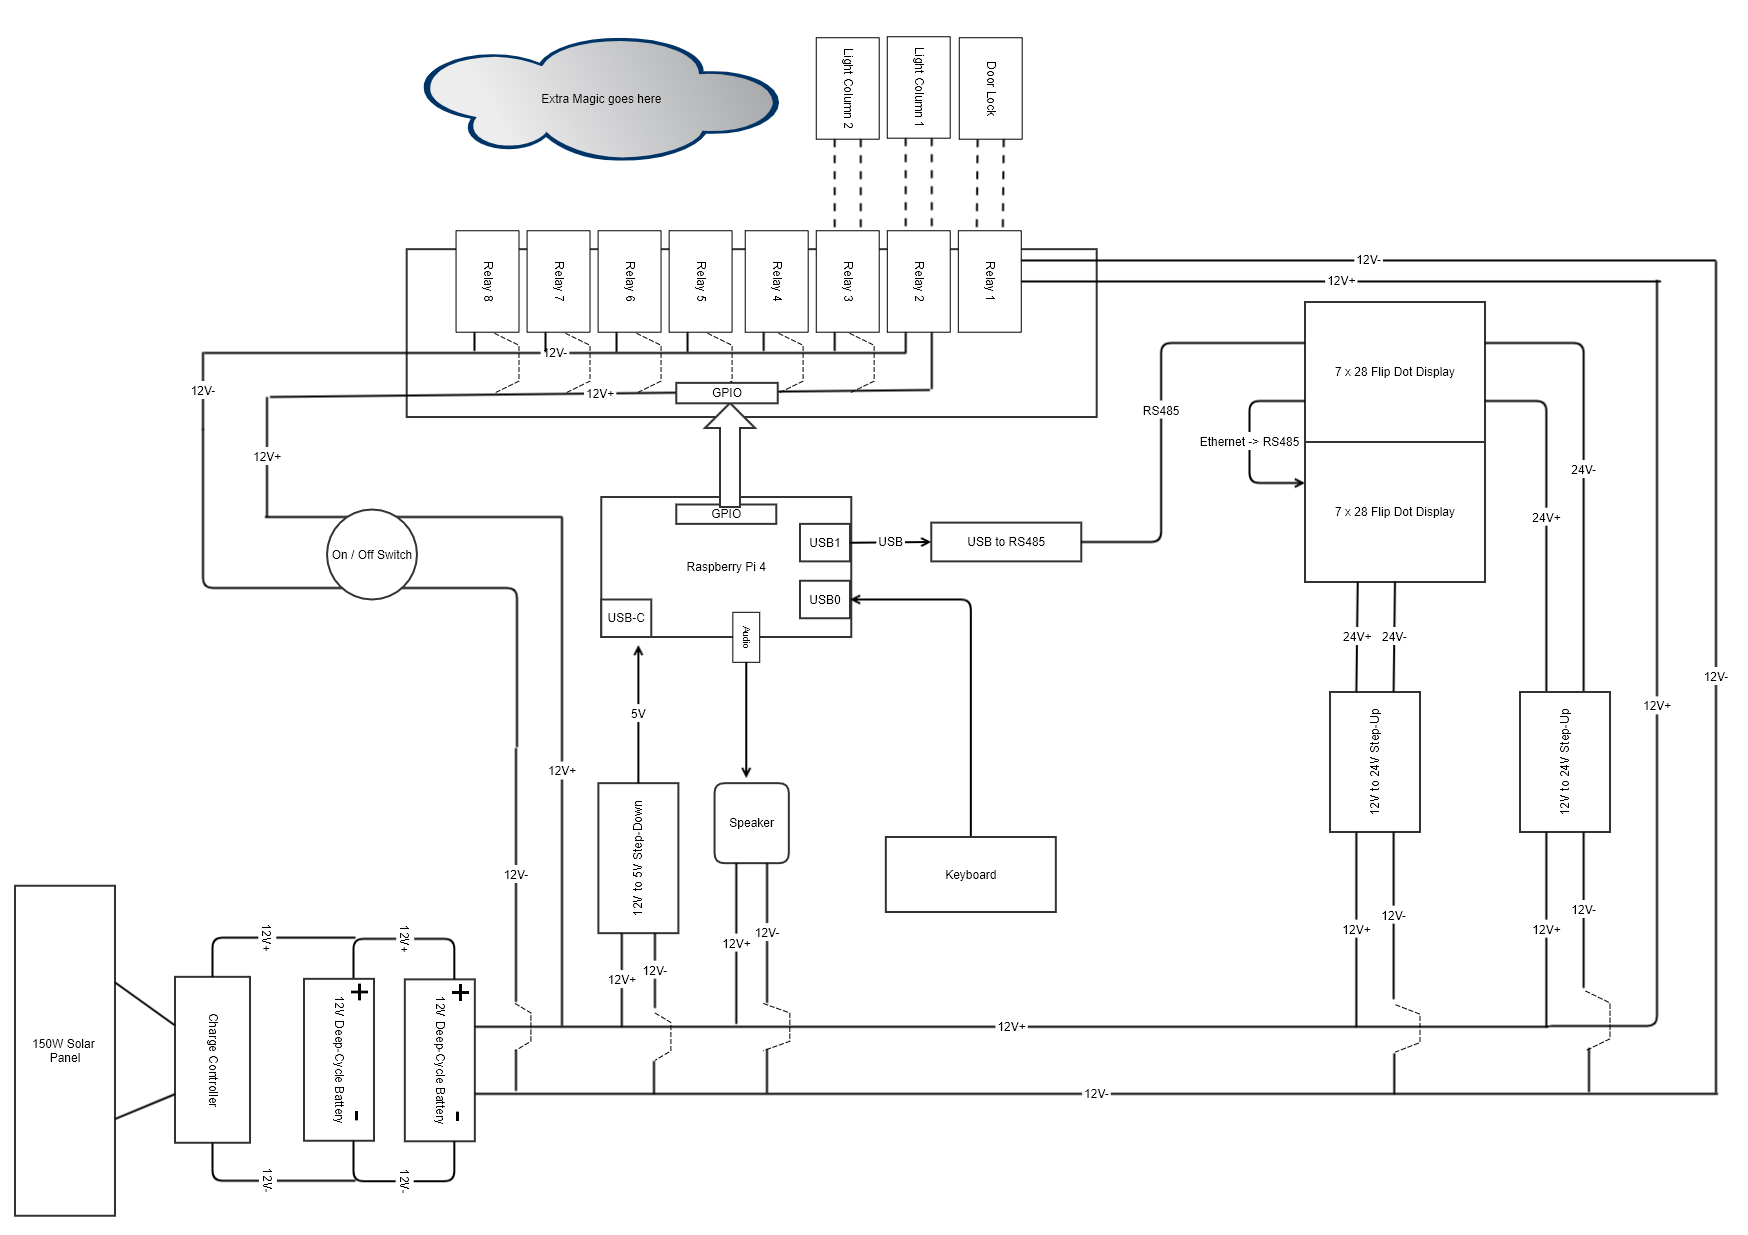 Light Column 2
Light Column 1
Door Lock
Extra Magic goes here
Relay 8
Relay 7
Relay 6
Relay 5
Relay 4
Relay 3
Relay 2
Relay 1
12V-
12V+
12V-
12V-
12V+
GPIO
7 x 28 Flip Dot Display
RS485
Ethernet -> RS485
12V+
24V-
GPIO
7 x 28 Flip Dot Display
24V+
On / Off Switch
USB1
USB
USB to RS485
Raspberry Pi 4
USB0
USB-C
Audio
24V+
24V-
12V-
12V+
5V
12V to 24V Step-Up
12V to 24V Step-Up
12V+
12V to 5V Step-Down
Speaker
12V-
Keyboard
12V+
12V+
12V+
12V-
12V-
12V+
12V-
12V+
12V-
12V+
+
+
12V+
150W Solar
Panel
Charge Controller
12V Deep-Cycle Battery
12V Deep-Cycle Battery
-
-
12V-
12V-
12V-